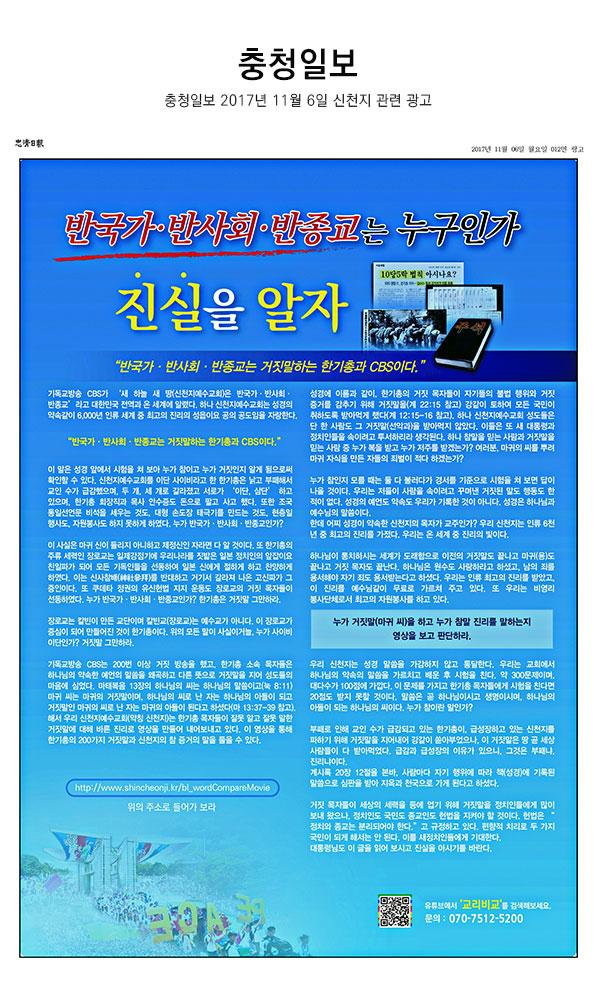 충청일보
충청일보 2017년 11월 6일 신천지 관련 광고
忠淸日報
2017년 11월 06일 월요일 012면 광고
반국가·반사회·반종교는 누구인가
진실을 알자
10당5락 법칙 아시나요?
“반국가 · 반사회 · 반종교는 거짓말하는 한기총과 CBS이다.”
기독교방송 CBS가 ‘새 하늘 새 땅(신천지예수교회)은 반국가 · 반사회 ·
반종교’라고 대한민국 전역과 온 세계에 알렸다. 하나 신천지예수교회는 성경의
약속같이 6,000년 인류 세계 중 최고의 진리의 성읍이요 공의 공도임을 자랑한다.
“반국가 · 반사회 · 반종교는 거짓말하는 한기총과 CBS이다.”
이 말은 성경 앞에서 시험을 쳐 보아 누가 참이고 누가 거짓인지 알게 됨으로써
확인할 수 있다. 신천지예수교회를 이단 사이비라고 한 한기총은 낡고 부패해서
교인 수가 급감했으며, 두 개, 세 개로 갈라졌고 서로가 ‘이단, 삼단’ 하고
있으며, 한기총 회장직과 목사 안수증도 돈으로 팔고 사고 했다. 또한 조국
통일선언문 비석을 세우는 것도, 대형 손도장 태극기를 만드는 것도, 현충일
행사도, 자원봉사도 하지 못하게 하였다. 누가 반국가 · 반사회 · 반종교인가?
이 사실은 마귀 신이 들리지 아니하고 제정신인 자라면 다 알 것이다. 또 한기총의
주류 세력인 장로교는 일제강점기에 우리나라를 짓밟은 일본 정치인의 앞잡이요
친일파가 되어 모든 기독인들을 선동하여 일본 신에게 절하게 하고 찬양하게
하였다. 이는 신사참배(神社參拜)를 반대하고 거기서 갈라져 나온 고신파가 그
증인이다. 또 쿠데타 정권의 유신헌법 지지 운동도 장로교의 거짓 목자들이
선동하였다. 누가 반국가 · 반사회 · 반종교인가? 한기총은 거짓말 그만하라.
장로교는 칼빈이 만든 교단이며 칼빈교(장로교)는 예수교가 아니다. 이 장로교가
중심이 되어 만들어진 것이 한기총이다. 위의 모든 말이 사실이거늘, 누가 사이비
이단인가? 거짓말 그만하라.
기독교방송 CBS는 200번 이상 거짓 방송을 했고, 한기총 소속 목자들은
하나님의 약속한 예언의 말씀을 왜곡하고 다른 뜻으로 거짓말을 지어 성도들의
마음에 심었다. 마태복음 13장의 하나님의 씨는 하나님의 말씀이고(눅 8:11)
마귀 씨는 마귀의 거짓말이며, 하나님의 씨로 난 자는 하나님의 아들이 되고
거짓말인 마귀의 씨로 난 자는 마귀의 아들이 된다고 하셨다(마 13:37~39 참고).
해서 우리 신천지예수교회(약칭 신천지)는 한기총 목자들이 잘못 알고 잘못 말한
거짓말에 대해 바른 진리로 영상을 만들어 내어보내고 있다. 이 영상을 통해
한기총의 200가지 거짓말과 신천지의 참 증거의 말을 들을 수 있다.
http://www.shincheonji.kr/bl_wordCompareMovie
위의 주소로 들어가 보라
성경에 이름과 같이, 한기총의 거짓 목자들이 자기들의 불법 행위와 거짓
증거를 감추기 위해 거짓말을(계 22:15 참고) 강같이 토하여 모든 국민이
취하도록 받아먹게 했다(계 12:15~16 참고). 하나 신천지예수교회 성도들은
단 한 사람도 그 거짓말(선악과)을 받아먹지 않았다. 이들은 또 새 대통령과
정치인들을 속이려고 투서하리라 생각된다. 하나 참말을 믿는 사람과 거짓말을
믿는 사람 중 누가 복을 받고 누가 저주를 받겠는가? 여러분, 마귀의 씨를 뿌려
마귀 자식을 만든 자들의 죄벌이 적다 하겠는가?
누가 참인지 모를 때는 둘 다 불러다가 경서를 기준으로 시험을 쳐 보면 답이
나올 것이다. 우리는 저들이 사람을 속이려고 꾸며낸 거짓된 말도 행동도 한
적이 없다. 성경의 예언도 약속도 우리가 기록한 것이 아니다. 성경은 하나님과
예수님의 말씀이다.
한데 어찌 성경이 약속한 신천지의 목자가 교주인가? 우리 신천지는 인류 6천
년 중 최고의 진리를 가졌다. 우리는 온 세계 중 진리의 빛이다.
하나님이 통치하시는 세계가 도래함으로 이전의 거짓말도 끝나고 마귀(용)도
끝나고 거짓 목자도 끝난다. 하나님은 원수도 사랑하라고 하셨고, 남의 죄를
용서해야 자기 죄도 용서받는다고 하셨다. 우리는 인류 최고의 진리를 받았고,
이 진리를 예수님같이 무료로 가르쳐 주고 있다. 또 우리는 비영리
봉사단체로서 최고의 자원봉사를 하고 있다.
누가 거짓말(마귀 씨)을 하고 누가 참말 진리를 말하는지
영상을 보고 판단하라.
우리 신천지는 성경 말씀을 가감하지 않고 통달한다. 우리는 교회에서
하나님의 약속의 말씀을 가르치고 배운 후 시험을 친다. 약 300문제이며,
대다수가 100점에 가깝다. 이 문제를 가지고 한기총 목자들에게 시험을 친다면
20점도 받지 못할 것이다. 말씀은 곧 하나님이시고 생명이시며, 하나님의
아들이 되는 하나님의 씨이다. 누가 참이란 말인가?
부패로 인해 교인 수가 급감되고 있는 한기총이, 급성장하고 있는 신천지를
파하기 위해 거짓말을 지어내어 강같이 쏟아부었으나, 이 거짓말은 땅 곧 세상
사람들이 다 받아먹었다. 급감과 급성장의 이유가 있으니, 그것은 부패냐,
진리냐이다.
계시록 20장 12절을 본바, 사람마다 자기 행위에 따라 책(성경)에 기록된
말씀으로 심판을 받아 지옥과 천국으로 가게 된다고 하셨다.
거짓 목자들이 세상의 세력을 등에 업기 위해 거짓말을 정치인들에게 많이
보내 왔으나, 정치인도 국민도 종교인도 헌법을 지켜야 할 것이다. 헌법은 “
정치와 종교는 분리되어야 한다.”고 규정하고 있다. 편향적 치리로 두 가지
국민이 되게 해서는 안 된다. 이를 새정치인들에게 기대한다.
대통령님도 이 글을 읽어 보시고 진실을 아시기를 바란다.
유튜브에서 ‘교리비교’를 검색해보세요.
문의 : 070-7512-5200